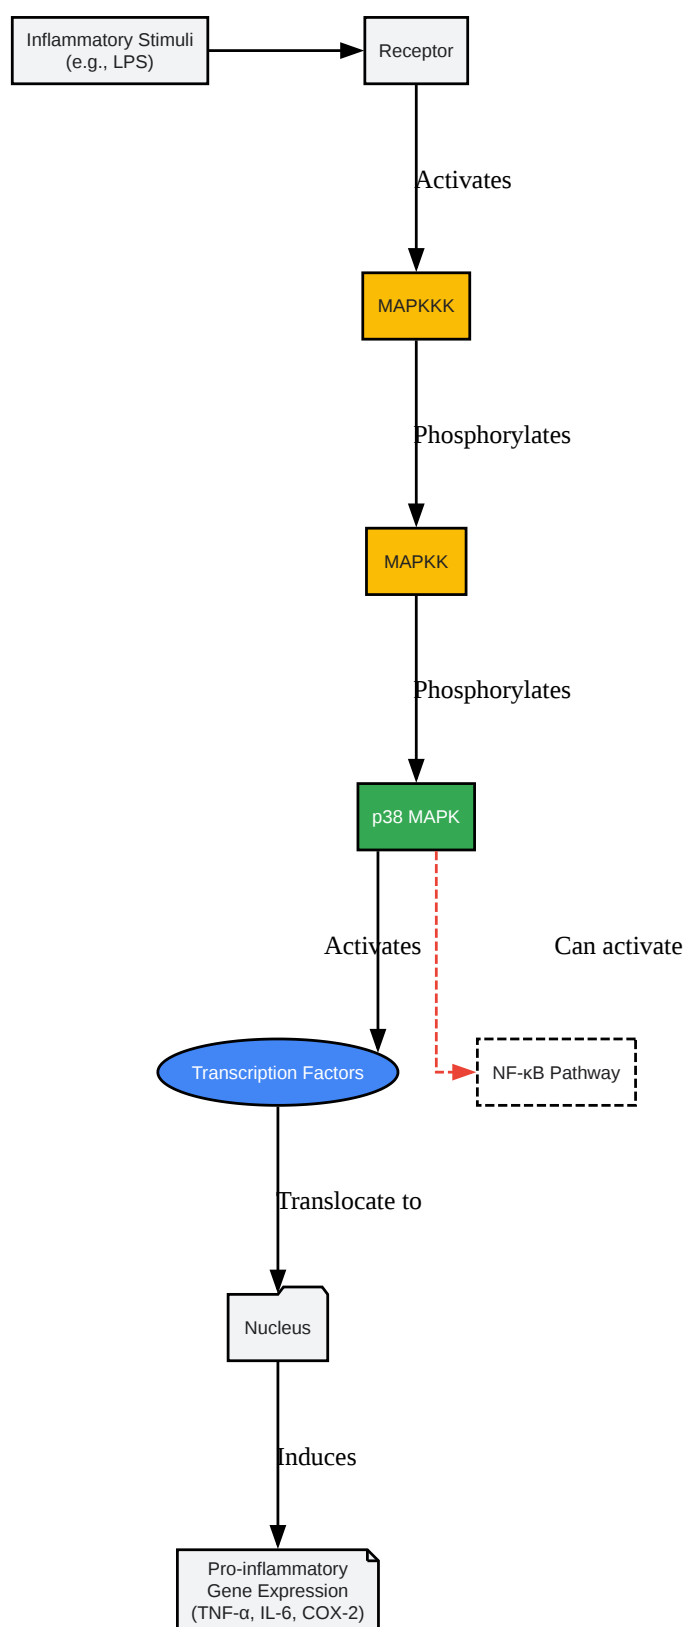 Inflammatory Stimuli
(e.g., LPS)
Receptor
Activates
MAPKKK
Phosphorylates
MAPKK
Phosphorylates
p38 MAPK
Activates
Can activate
Transcription Factors
NF-κB Pathway
Translocate to
Nucleus
Induces
Pro-inflammatory
Gene Expression
(TNF-α, IL-6, COX-2)